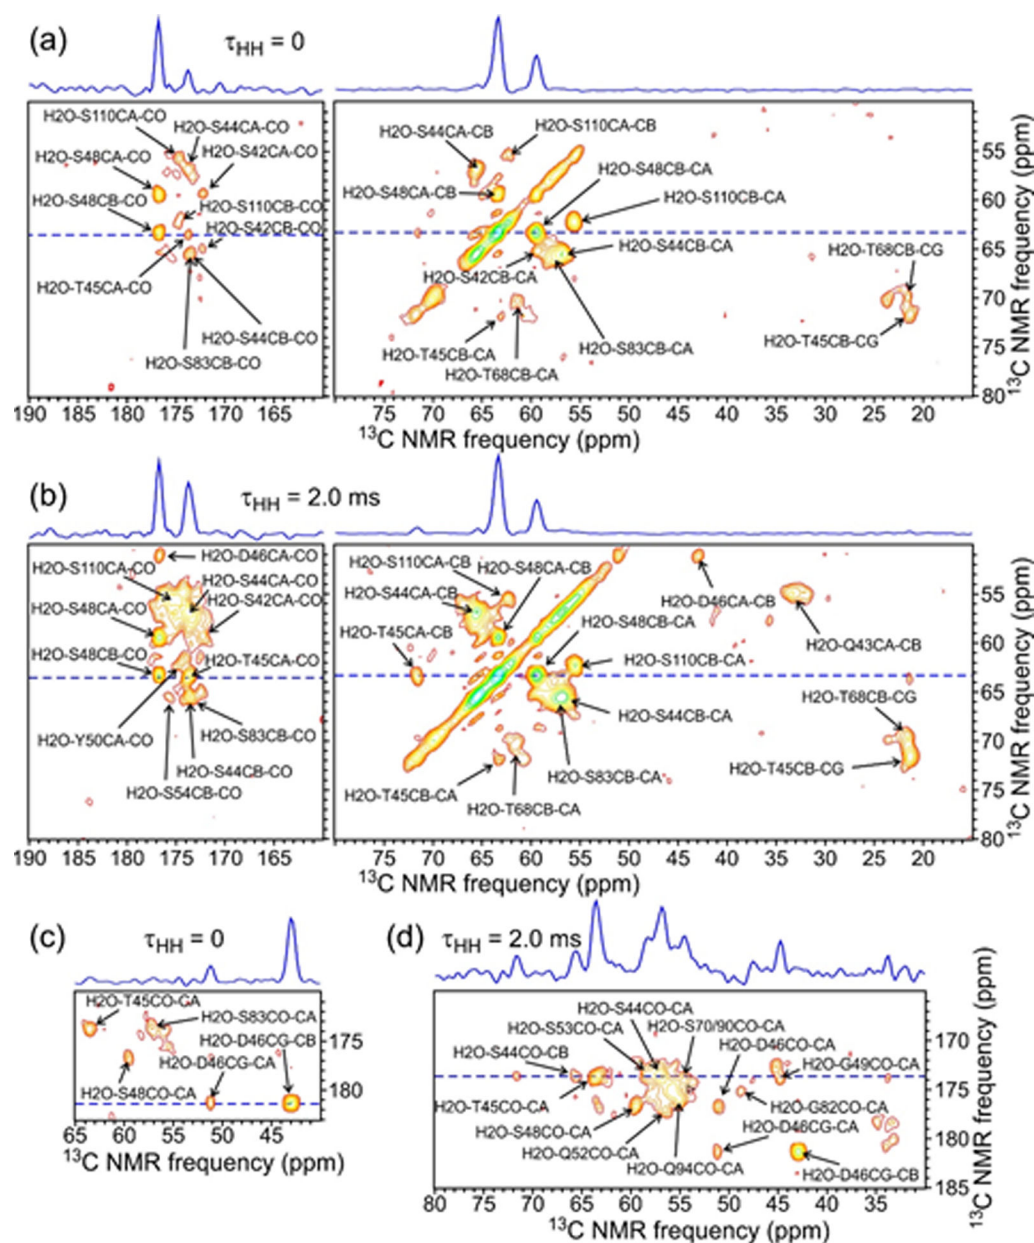 (a)
τHH = 0
H2O-S110CA-CO
H2O-S44CA-CO
H2O-S48CA-CO
H2O-S42CA-CO
H2O-S48CB-CO
H2O-S110CB-CO
H2O-S42CB-CO
H2O-T45CA-CO
H2O-S44CB-CO
H2O-S83CB-CO
190 180 170
H2O-S44CA-CB
H2O-S110CA-CB
H2O-S48CA-CB
H2O-S48CB-CA
H2O-S110CB-CA
H2O-S44CB-CA
H2O-S42CB-CA
H2O-T68CB-CG
H2O-T45CB-CA
H2O-S83CB-CA
H2O-T45CB-CG
H2O-T68CB-CA
75 70 65 60 55 50 45 40 35 30 25 20
55
60
65
70
75
80
13C NMR frequency (ppm)
13C NMR frequency (ppm)
(b)
τHH = 2.0 ms
H2O-D46CA-CO
H2O-S110CA-CO
H2O-S44CA-CO
H2O-S48CA-CO
H2O-S42CA-CO
H2O-S48CB-CO
H2O-T45CA-CO
H2O-Y50CA-CO
H2O-S83CB-CO
H2O-S44CB-CO
H2O-S54CB-CO
190 180 170
H2O-S110CA-CB
H2O-S48CA-CB
H2O-S44CA-CB
H2O-D46CA-CB
H2O-T45CA-CB
H2O-S48CB-CA
H2O-Q43CA-CB
H2O-S110CB-CA
H2O-T68CB-CG
H2O-S44CB-CA
H2O-T45CB-CG
H2O-S83CB-CA
H2O-T45CB-CA
H2O-T68CB-CA
75 70 65 60 55 50 45 40 35 30 25 20
55
60
65
70
75
80
13C NMR frequency (ppm)
13C NMR frequency (ppm)
(c)
τHH = 0
H2O-T45CO-CA
H2O-S83CO-CA
H2O-D46CG-CB
H2O-D46CG-CA
H2O-S48CO-CA
175
180
65 60 55 50 45
13C NMR frequency (ppm)
(d)
τHH = 2.0 ms
H2O-S44CO-CA
H2O-S53CO-CA
H2O-S70/90CO-CA
H2O-S44CO-CB
H2O-D46CO-CA
H2O-G49CO-CA
H2O-T45CO-CA
H2O-G82CO-CA
H2O-S48CO-CA
H2O-D46CG-CA
H2O-Q52CO-CA
H2O-Q94CO-CA
H2O-D46CG-CB
170
175
180
185
80 70 60 50 40 30
13C NMR frequency (ppm)
13C NMR frequency (ppm)